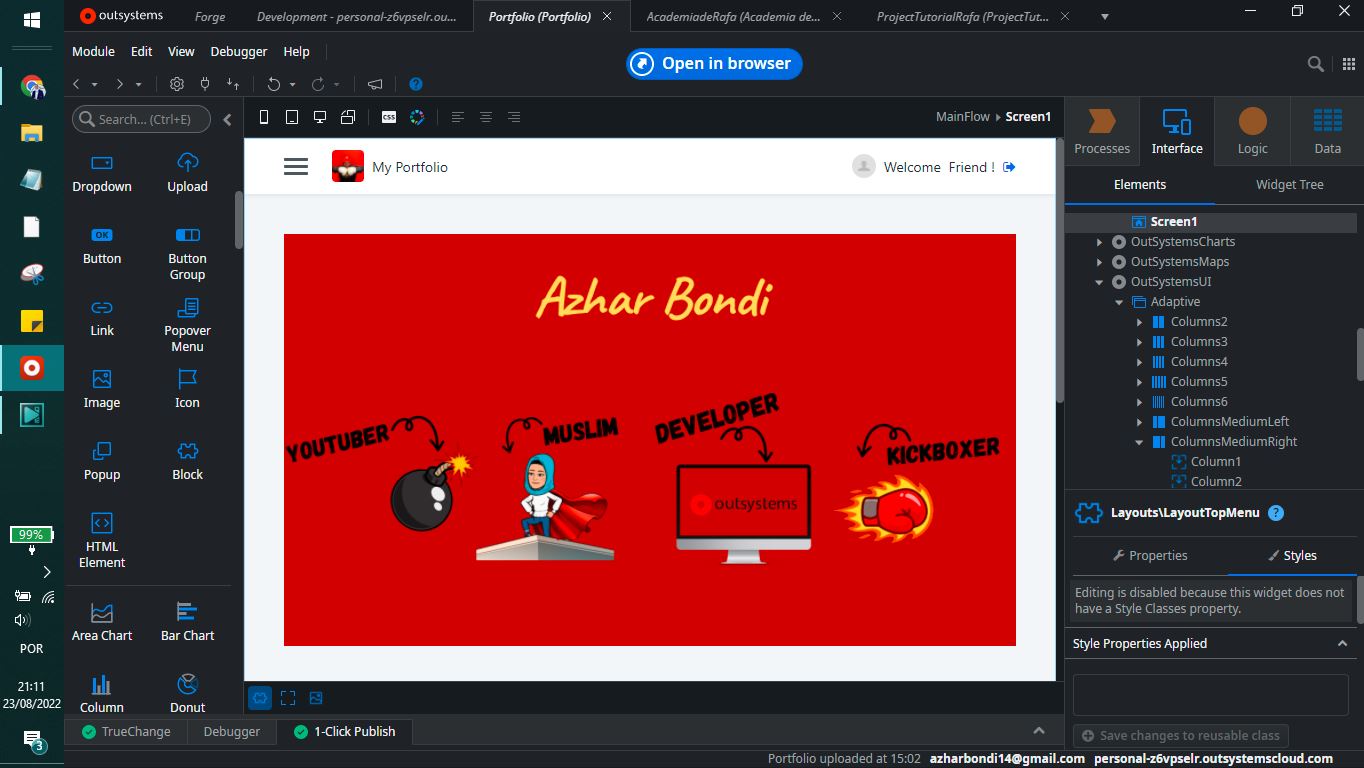 outsystems
Forge
Development - personal-z6vpselr.ou...
Portfolio (Portfolio)
AcademiadeRafa (Academia de...
ProjectTutorialRafa (ProjectTut...
Module Edit View Debugger Help
Open in browser
Search... (Ctrl+E)
CSS
MainFlow Screen1
Processes Interface Logic Data
Dropdown Upload
OK
Button Button Group
Link Popover Menu
Image Icon
Popup Block
HTML Element
Area Chart Bar Chart
Column Donut
My Portfolio
Welcome Friend !
Azhar Bondi
YOUTUBER
MUSLIM
DEVELOPER
KICKBOXER
outsystems
Elements Widget Tree
Screen1
OutSystemsCharts
OutSystemsMaps
OutSystemsUI
Adaptive
Columns2
Columns3
Columns4
Columns5
Columns6
ColumnsMediumLeft
ColumnsMediumRight
Column1
Column2
Layouts\LayoutTopMenu
Properties Styles
Editing is disabled because this widget does not
have a Style Classes property.
Style Properties Applied
Save changes to reusable class
99%
POR
21:11
23/08/2022
3
TrueChange Debugger 1-Click Publish
Portfolio uploaded at 15:02 azharbondi14@gmail.com personal-z6vpselr.outsystemscloud.com